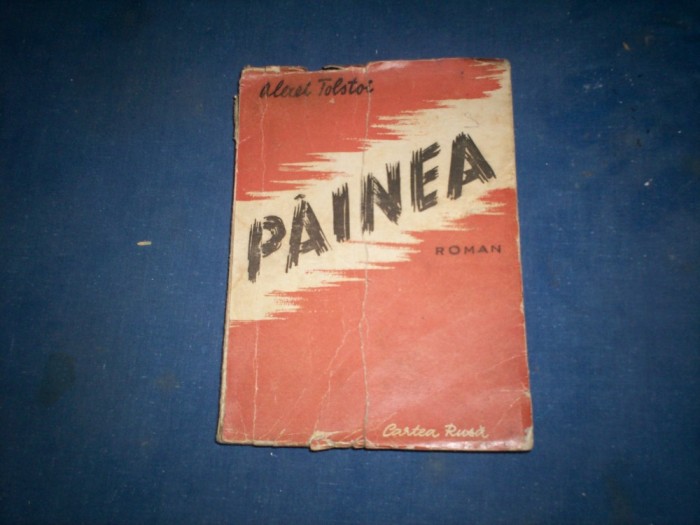 Alexei Tolstoi
PÂINEA
ROMAN
Cartea Rusă